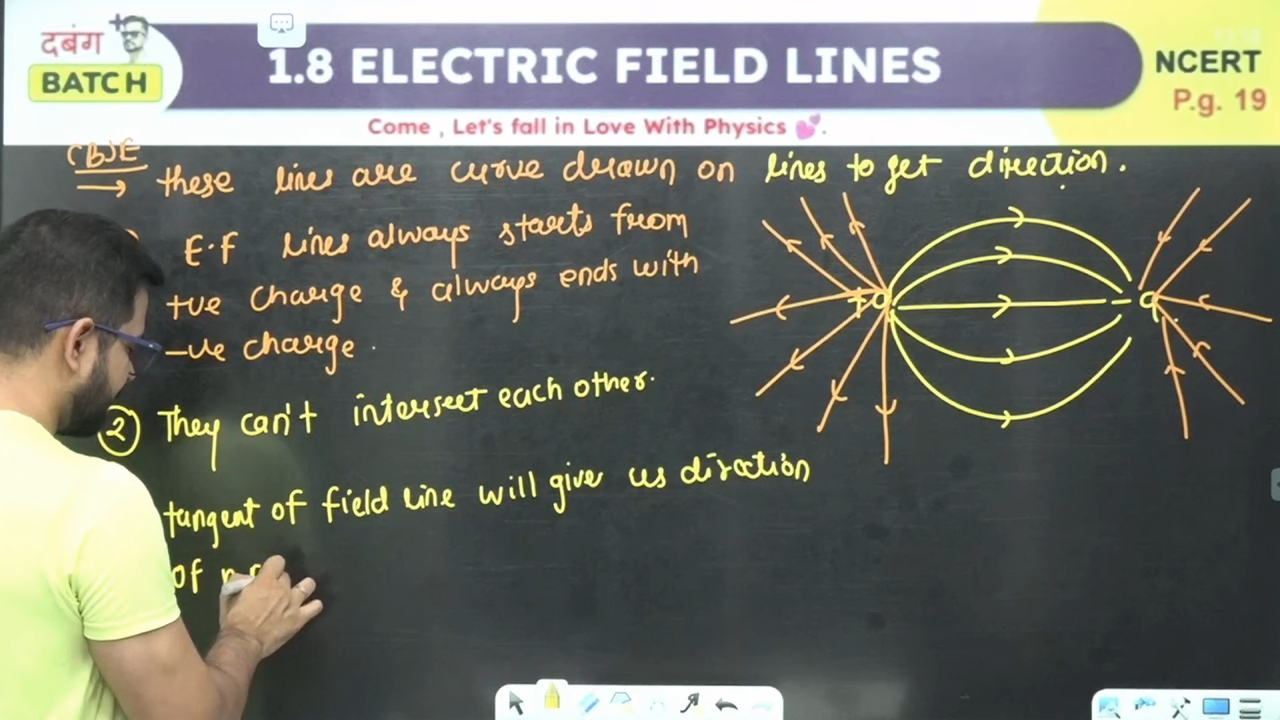 दबंग
BATCH
1.8 ELECTRIC FIELD LINES
NCERT
P.g. 19
Come , Let's fall in Love With Physics 💕.
CBSE
→ these lines are curve drawn on lines to get direction.
E.F lines always starts from
+ve charge & always ends with
-ve charge.
+q
-q
② They can't intersect each other.
tangent of field line will give us direction
of